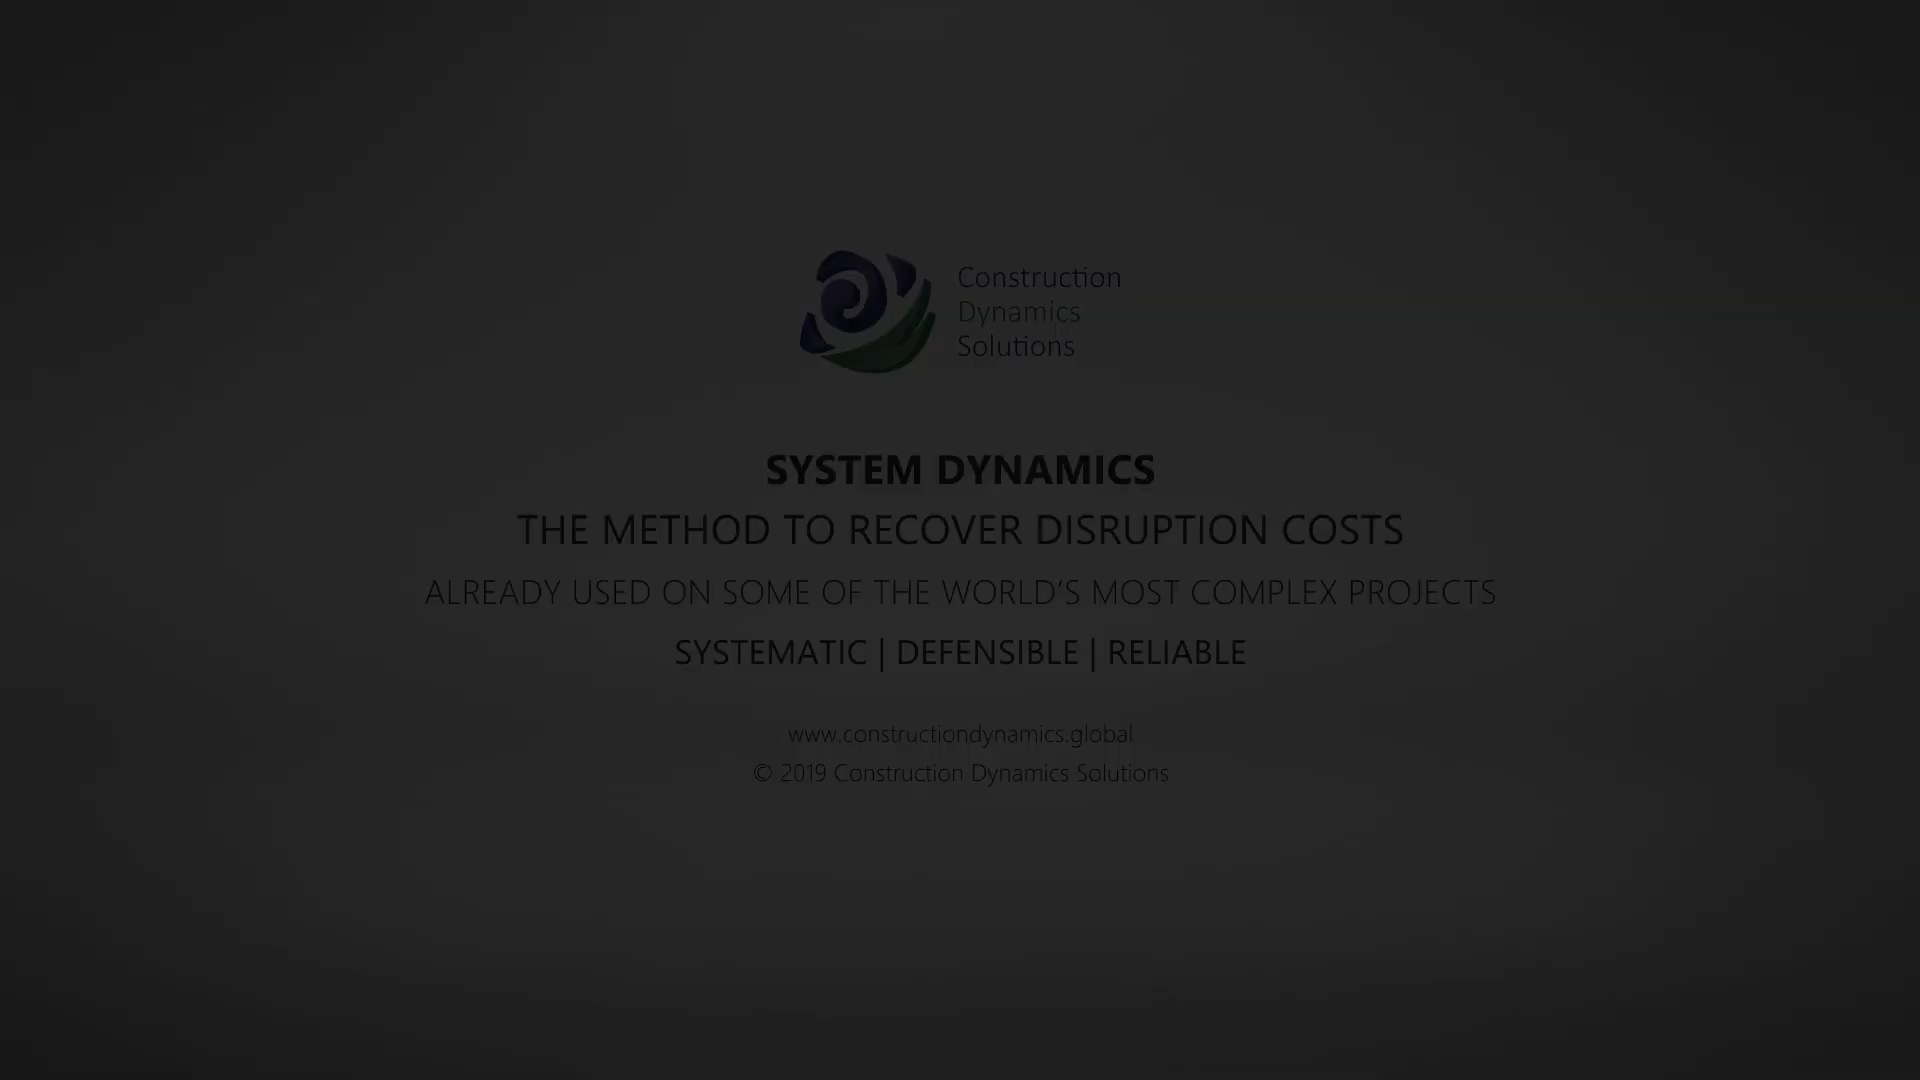 Construction
Dynamics
Solutions
SYSTEM DYNAMICS
THE METHOD TO RECOVER DISRUPTION COSTS
ALREADY USED ON SOME OF THE WORLD'S MOST COMPLEX PROJECTS
SYSTEMATIC | DEFENSIBLE | RELIABLE
www.constructiondynamics.global
© 2019 Construction Dynamics Solutions